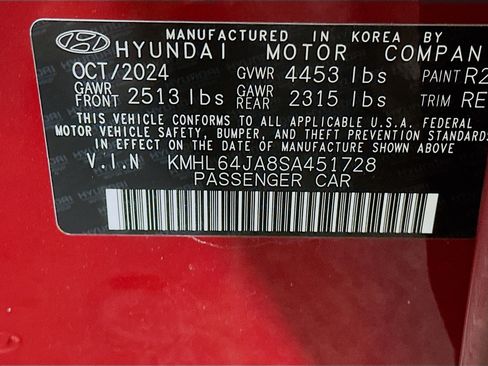 MANUFACTURED IN KOREA BY
HYUNDAI MOTOR COMPAN
OCT/2024 GVWR 4453 lbs PAINT R2
GAWR FRONT 2513 lbs GAWR REAR 2315 lbs TRIM RE
THIS VEHICLE CONFORMS TO ALL APPLICABLE U.S.A. FEDERAL
MOTOR VEHICLE SAFETY, BUMPER, AND THEFT PREVENTION STANDARDS
IN EFFECT ON THE DATE OF MANUFACTURE SHOWN ABOVE.
V.I.N KMHL64JA8SA451728
PASSENGER CAR